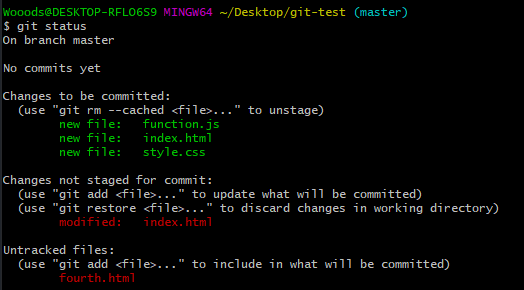 Wooods@DESKTOP-RFLO6S9 MINGW64 ~/Desktop/git-test (master)
$ git status
On branch master

No commits yet

Changes to be committed:
  (use "git rm --cached <file>..." to unstage)
        new file:   function.js
        new file:   index.html
        new file:   style.css

Changes not staged for commit:
  (use "git add <file>..." to update what will be committed)
  (use "git restore <file>..." to discard changes in working directory)
        modified:   index.html

Untracked files:
  (use "git add <file>..." to include in what will be committed)
        fourth.html